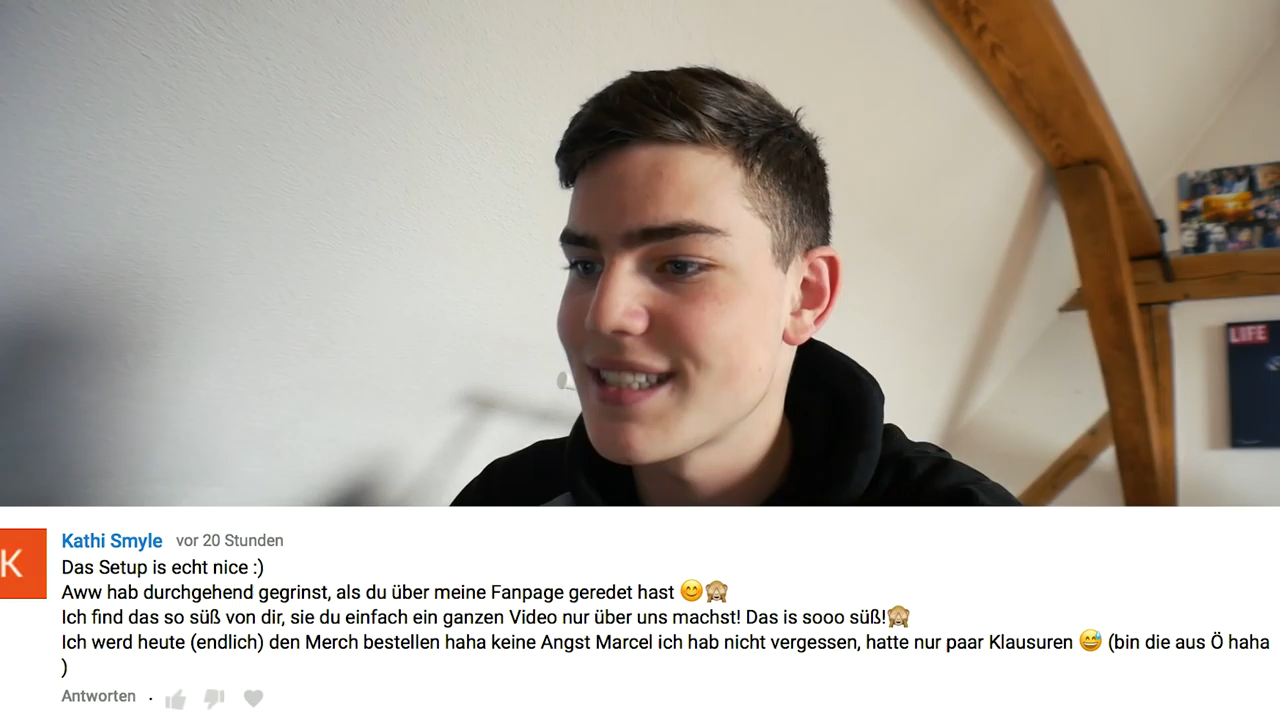 LIFE
K
Kathi Smyle vor 20 Stunden
Das Setup is echt nice :)
Aww hab durchgehend gegrinst, als du über meine Fanpage geredet hast 😊🙈
Ich find das so süß von dir, sie du einfach ein ganzen Video nur über uns machst! Das is sooo süß!🙈
Ich werd heute (endlich) den Merch bestellen haha keine Angst Marcel ich hab nicht vergessen, hatte nur paar Klausuren 😅 (bin die aus Ö haha
)
Antworten .